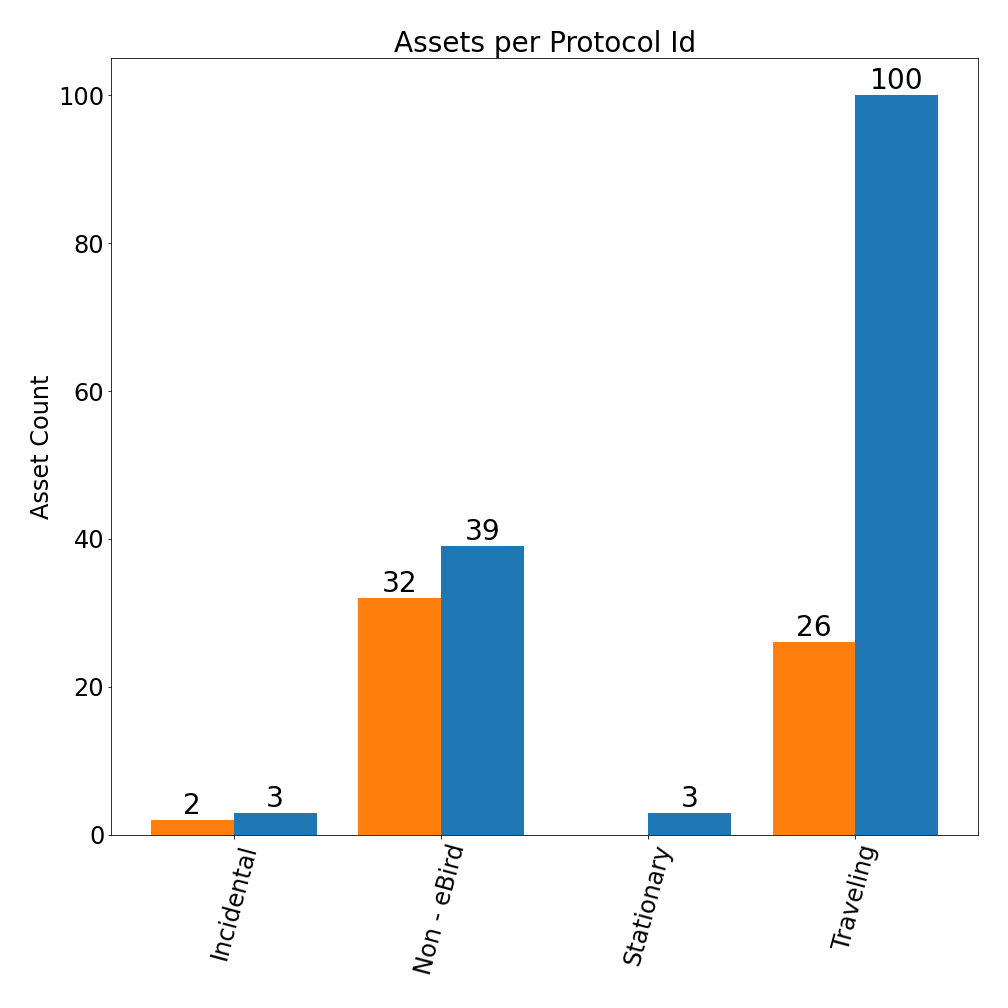 Assets per Protocol Id
100
100
80
60
Asset Count
40
39
32
26
20
2
3
3
0
Incidental
Non - eBird
Stationary
Traveling